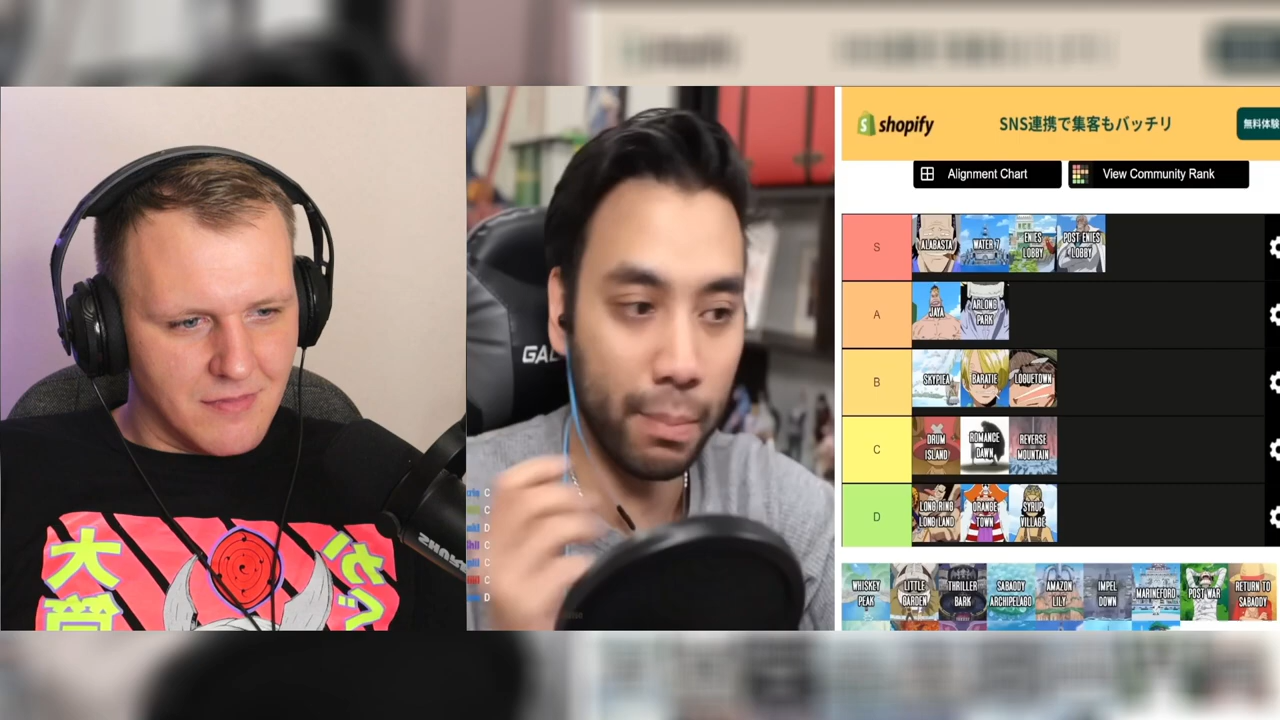 shopify
SNS連携で集客もバッチリ
無料体験
Alignment Chart
View Community Rank
S
ALABASTA
WATER 7
ENIES LOBBY
POST ENIES LOBBY
A
JAYA
ARLONG PARK
B
SKYPIEA
BARATIE
LOGUETOWN
C
DRUM ISLAND
ROMANCE DAWN
REVERSE MOUNTAIN
D
LONG RING LONG LAND
ORANGE TOWN
SYRUP VILLAGE
WHISKEY PEAK
LITTLE GARDEN
THRILLER BARK
SABAODY ARCHIPELAGO
AMAZON LILY
IMPEL DOWN
MARINEFORD
POST WAR
RETURN TO SABAODY
GA
SHURE
大
筒
C
C
D
C
C
C
D